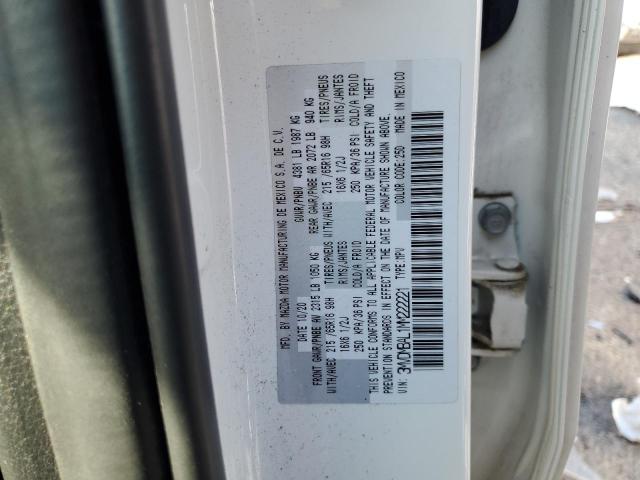 MFD. BY MAZDA MOTOR MANUFACTURING DE MEXICO S.A. DE C.V.
DATE 10/20 GVWR/PNBV 4381 LB 1987 KG
FRONT GAWR/PNBE AV 2315 LB 1050 KG REAR GAWR/PNBE AR 2072 LB 940 KG
WITH/AVEC 215 /65R16 98H TIRES/PNEUS WITH/AVEC 215 /65R16 98H TIRES/PNEUS
16X6 1/2J RIMS/JANTES 16X6 1/2J RIMS/JANTES
250 KPA/36 PSI COLD/A FROID 250 KPA/36 PSI COLD/A FROID
THIS VEHICLE CONFORMS TO ALL APPLICABLE FEDERAL MOTOR VEHICLE SAFETY AND THEFT
PREVENTION STANDARDS IN EFFECT ON THE DATE OF MANUFACTURE SHOWN ABOVE.
3MVDMBAL1MM222221 COLOR CODE:25D MADE IN MEXICO
VIN: TYPE:MPV